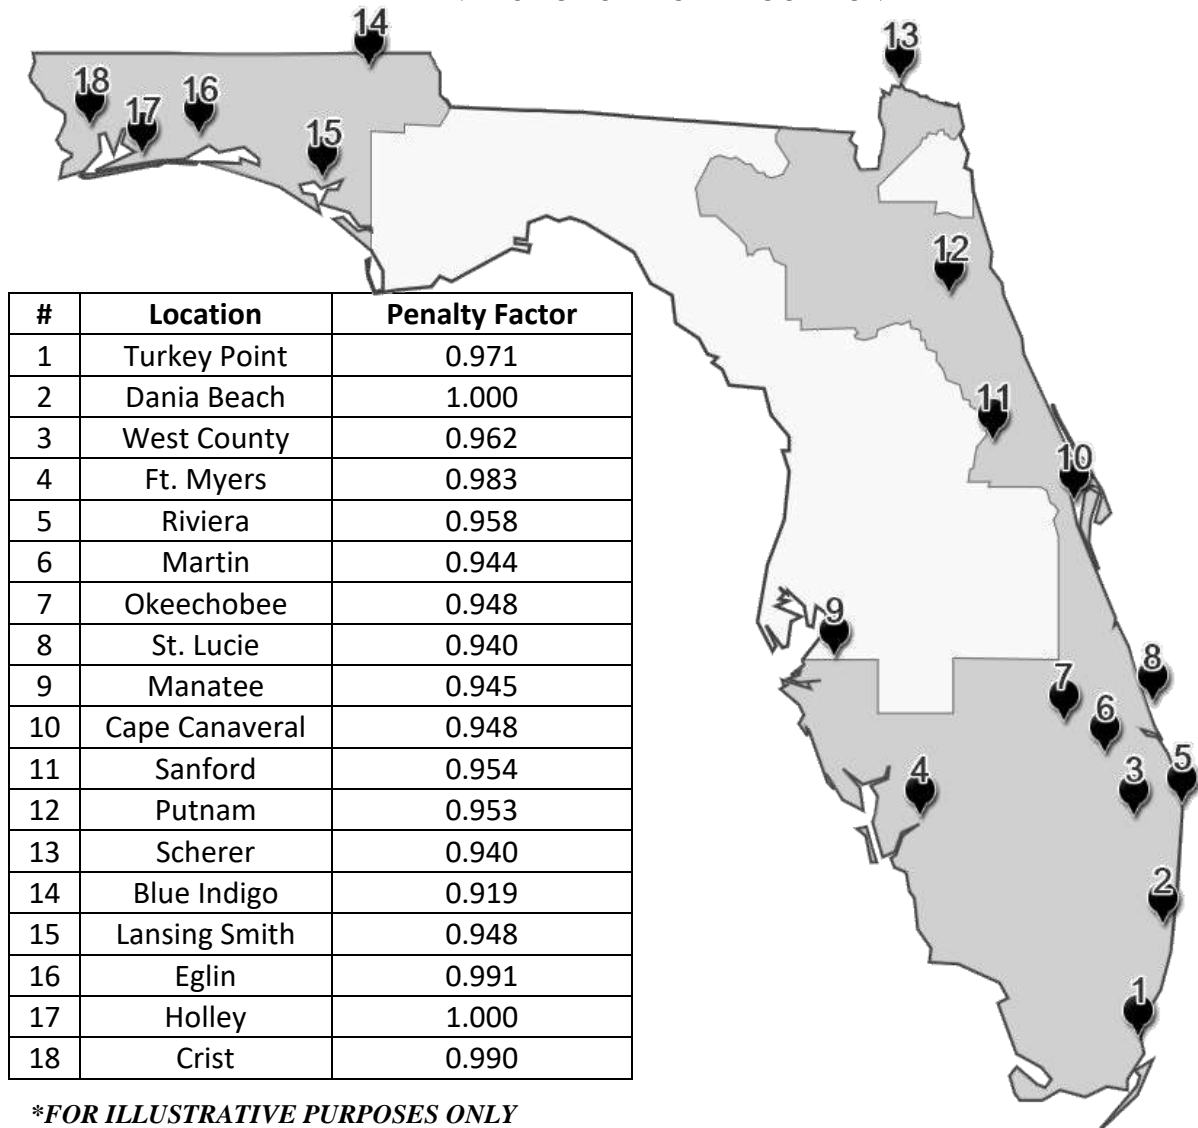 14
13
18
16
17
15
12
# Location Penalty Factor
1 Turkey Point 0.971
2 Dania Beach 1.000
3 West County 0.962
4 Ft. Myers 0.983
5 Riviera 0.958
6 Martin 0.944
7 Okeechobee 0.948
8 St. Lucie 0.940
9 Manatee 0.945
10 Cape Canaveral 0.948
11 Sanford 0.954
12 Putnam 0.953
13 Scherer 0.940
14 Blue Indigo 0.919
15 Lansing Smith 0.948
16 Eglin 0.991
17 Holley 1.000
18 Crist 0.990
11
10
9
8
7
6
5
4
3
2
1
*FOR ILLUSTRATIVE PURPOSES ONLY